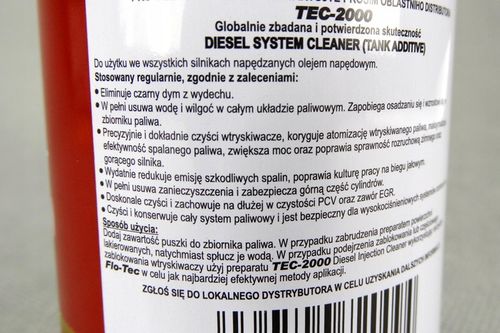 OBLASTNÍHO DISTRIBUTORA
TEC-2000
Globalnie zbadana i potwierdzona skuteczność
DIESEL SYSTEM CLEANER (TANK ADDITIVE)
Do użytku we wszystkich silnikach napędzanych olejem napędowym.
Stosowany regularnie, zgodnie z zaleceniami:
• Eliminuje czarny dym z wydechu.
• W pełni usuwa wodę i wilgoć w całym układzie paliwowym. Zapobiega osadzaniu się i
zbiorniku paliwa.
• Precyzyjnie i dokładnie czyści wtryskiwacze, koryguje atomizację wtryskiwanego paliwa,
efektywność spalanego paliwa, zwiększa moc oraz poprawia sprawność rozruchową zimnego oraz
gorącego silnika.
• Wydatnie redukuje emisję szkodliwych spalin, poprawia kulturę pracy na biegu jałowym.
• W pełni usuwa zanieczyszczenia i zabezpiecza górną część cylindrów.
• Doskonale czyści i zachowuje na dłużej w czystości PCV oraz zawór EGR.
• Części i konserwuje cały system paliwowy i jest bezpieczny dla wysokociśnieniowych
Sposób użycia:
Dodaj zawartość puszki do zbiornika paliwa. W przypadku zabrudzenia preparatem powierzchni
lakierowanych, natychmiast spłucz je wodą. W przypadku podejrzenia zabrudzenia lub
zablokowania wtryskiwaczy użyj preparatu TEC-2000 Diesel Injection Cleaner
Flo-Tec w celu jak najbardziej efektywnej metody aplikacji.
ZGŁOŚ SIĘ DO LOKALNEGO DYSTRYBUTORA W CELU UZYSKANIA DALSZYCH